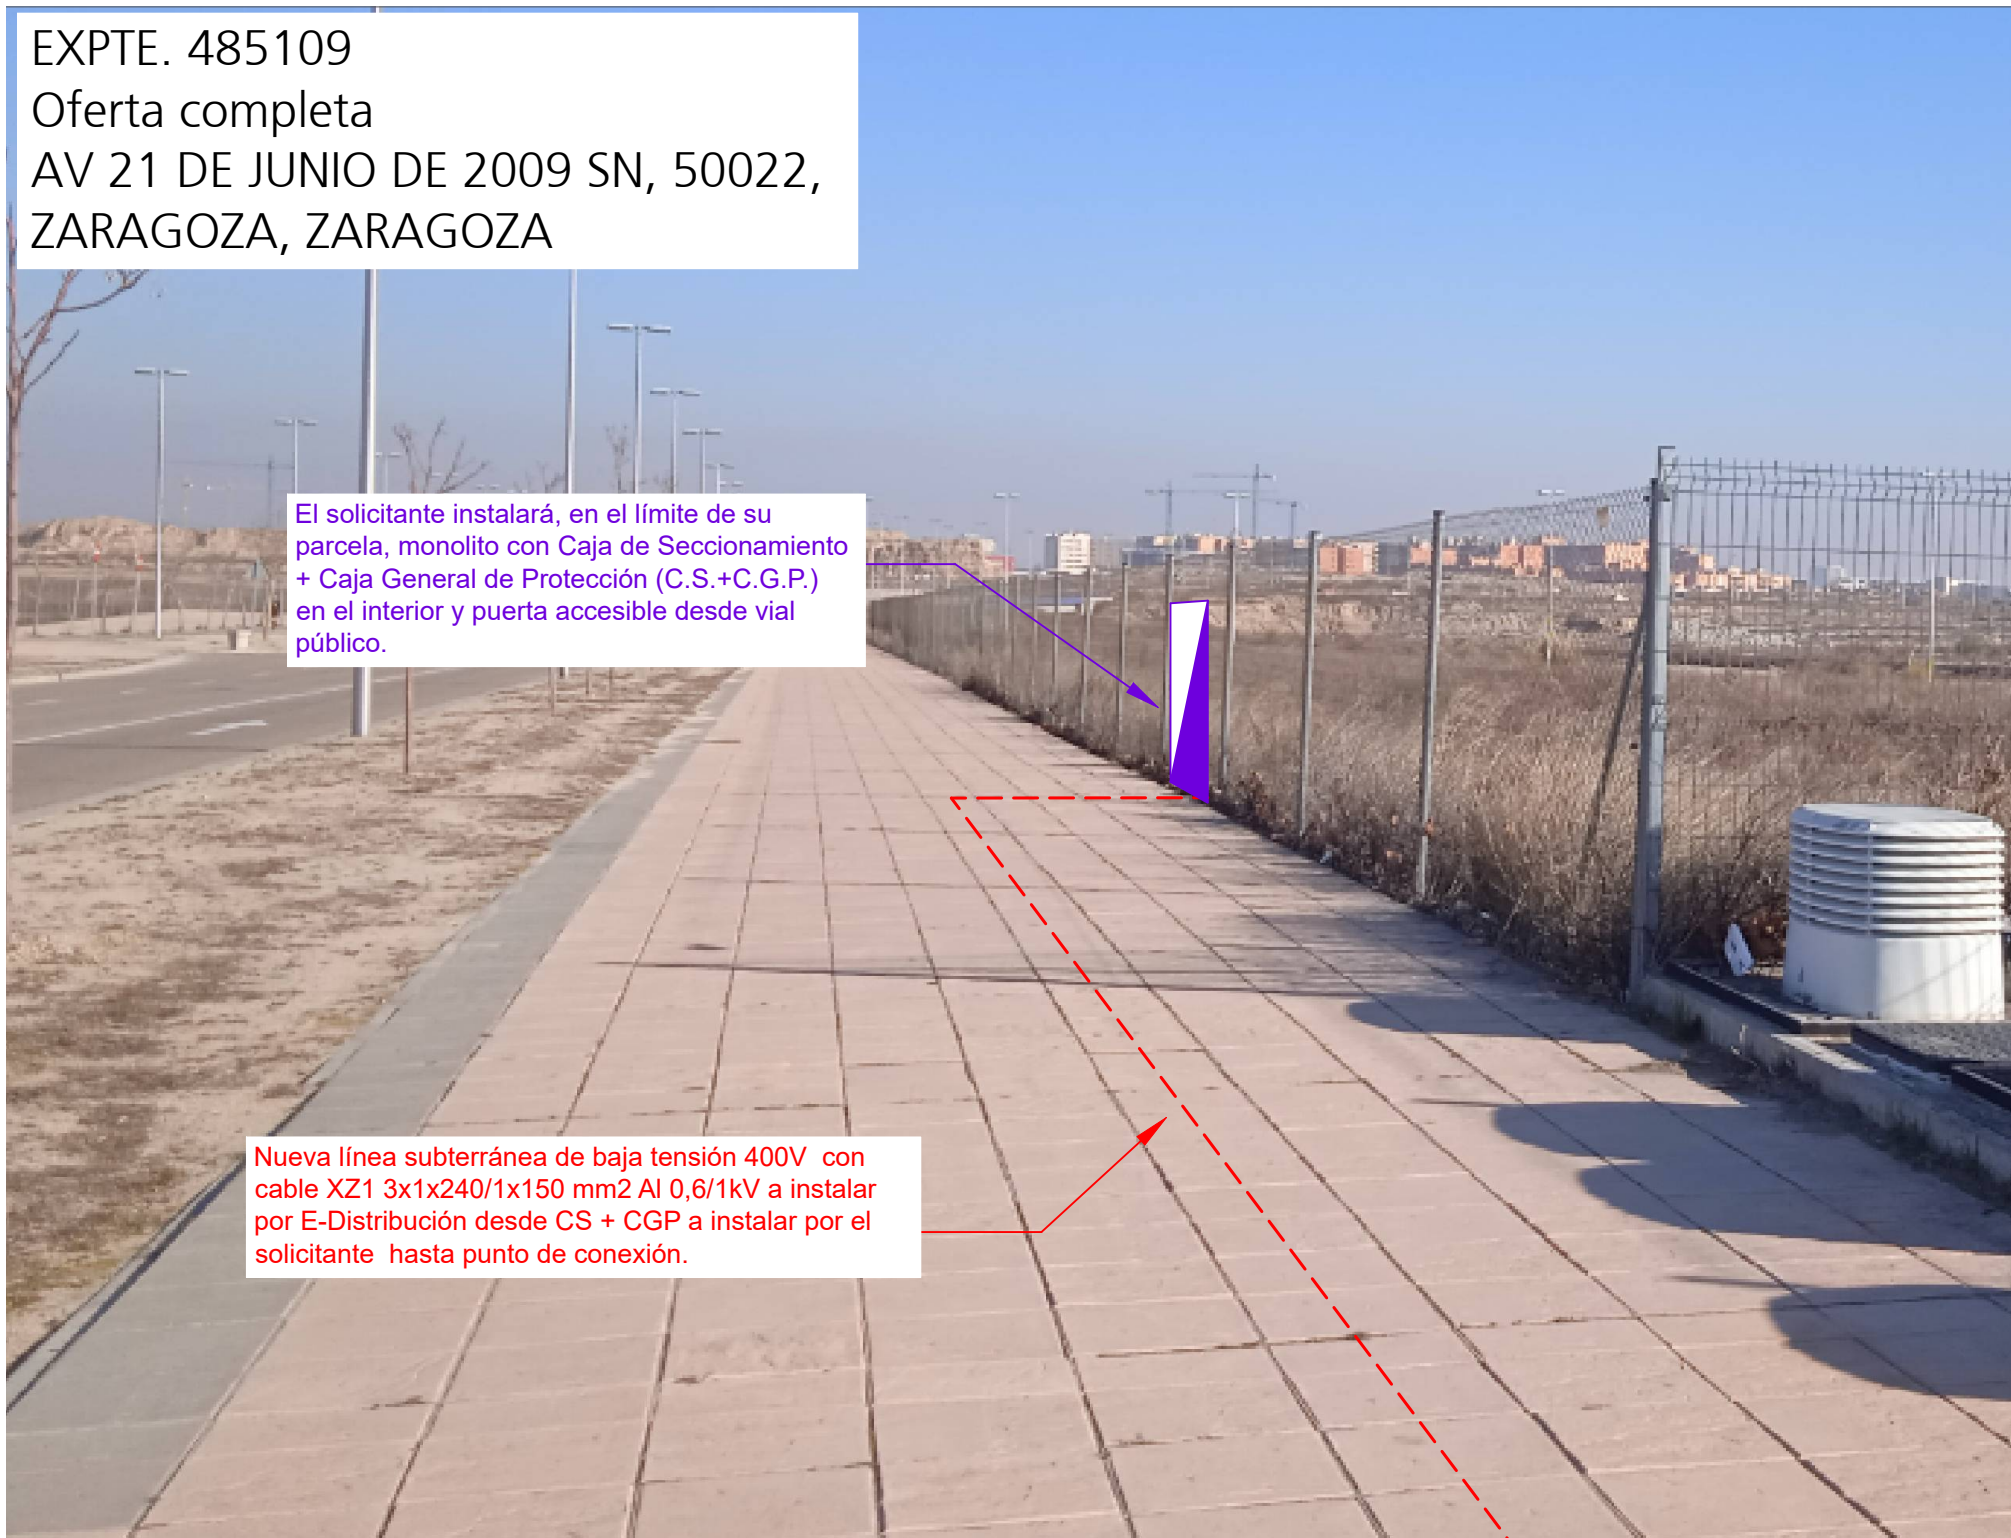 EXPTE. 485109
Oferta completa
AV 21 DE JUNIO DE 2009 SN, 50022,
ZARAGOZA, ZARAGOZA
El solicitante instalará, en el límite de su
parcela, monolito con Caja de Seccionamiento
+ Caja General de Protección (C.S.+C.G.P.)
en el interior y puerta accesible desde vial
público.
Nueva línea subterránea de baja tensión 400V con
cable XZ1 3x1x240/1x150 mm2 Al 0,6/1kV a instalar
por E-Distribución desde CS + CGP a instalar por el
solicitante hasta punto de conexión.